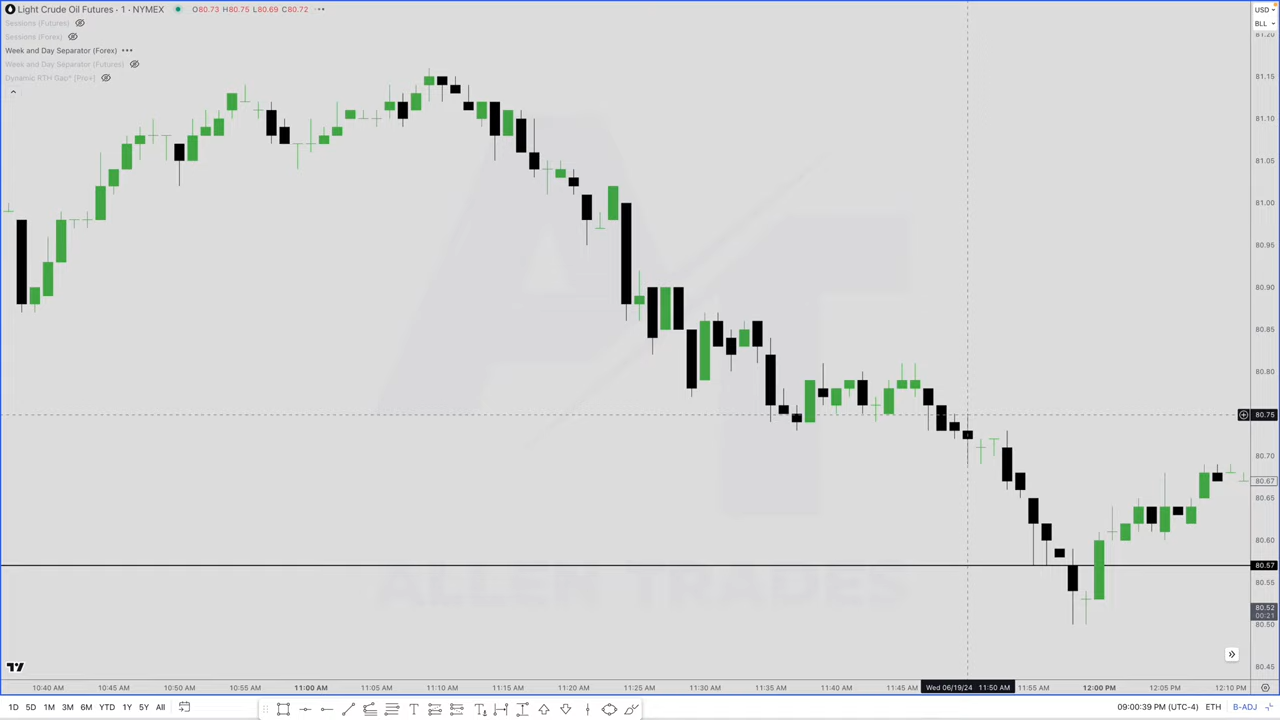 Light Crude Oil Futures · 1 · NYMEX O80.73 H80.75 L80.69 C80.72
Sessions (Futures)
Sessions (Forex)
Week and Day Separator (Forex)
Week and Day Separator (Futures)
Dynamic RTH Gap* [Pro+]
USD
BLL
81.20
81.15
81.10
81.05
81.00
80.95
80.90
80.85
80.80
80.75
80.70
80.67
80.65
80.60
80.57
80.55
80.52
00:21
80.50
80.45
ALLEN TRADES
10:40 AM 10:45 AM 10:50 AM 10:55 AM 11:00 AM 11:05 AM 11:10 AM 11:15 AM 11:20 AM 11:25 AM 11:30 AM 11:35 AM 11:40 AM 11:45 AM Wed 06/19/24 11:50 AM 11:55 AM 12:00 PM 12:05 PM 12:10 PM
1D 5D 1M 3M 6M YTD 1Y 5Y All
09:00:39 PM (UTC-4) ETH B-ADJ